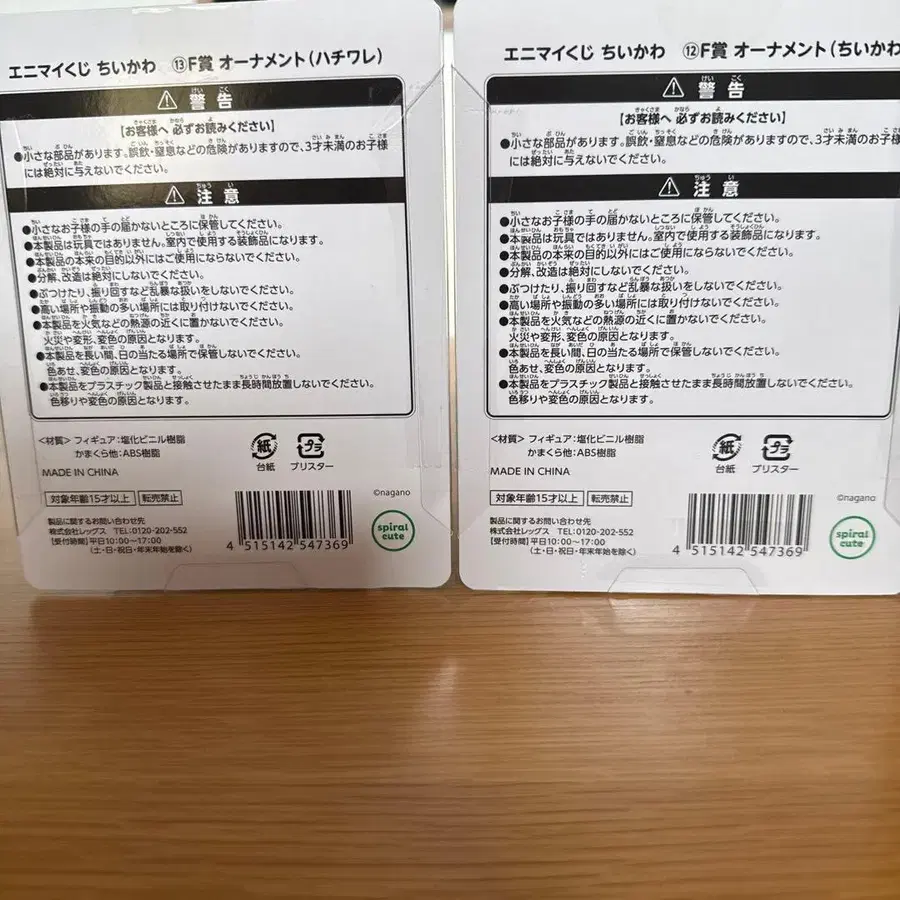 エニマイくじ ちいかわ ⑬F賞 オーナメント(ハチワレ)
⚠ 警告
【お客様へ 必ずお読みください】
●小さな部品があります。誤飲・窒息などの危険がありますので、3才未満のお子様
には絶対に与えないでください。
⚠ 注意
●小さなお子様の手の届かないところに保管してください。
●本製品は玩具ではありません。室内で使用する装飾品になります。
●本製品の本来の目的以外にはご使用にならないでください。
●分解、改造は絶対にしないでください。
●ぶつけたり、振り回すなど乱暴な扱いをしないでください。
●高い場所や振動の多い場所には取り付けないでください。
●本製品を火気などの熱源の近くに置かないでください。
火災や変形、変色の原因となります。
●本製品を長い間、日の当たる場所で保管しないでください。
色あせ、変色の原因となります。
●本製品をプラスチック製品と接触させたまま長時間放置しないでください。
色移りや変色の原因となります。
<材質> フィギュア:塩化ビニル樹脂
かまくら他:ABS樹脂
紙 プラ
台紙 ブリスター
MADE IN CHINA
対象年齢15才以上 転売禁止
©nagano
製品に関するお問い合わせ先
株式会社レッグス TEL:0120-202-552
[受付時間]平日10:00～17:00
(土・日・祝日・年末年始を除く)
4 515142 547369
spiral
cute
エニマイくじ ちいかわ ⑫F賞 オーナメント(ちいかわ
⚠ 警告
【お客様へ 必ずお読みください】
●小さな部品があります。誤飲・窒息などの危険がありますので、3才未満のお子様
には絶対に与えないでください。
⚠ 注意
●小さなお子様の手の届かないところに保管してください。
●本製品は玩具ではありません。室内で使用する装飾品になります。
●本製品の本来の目的以外にはご使用にならないでください。
●分解、改造は絶対にしないでください。
●ぶつけたり、振り回すなど乱暴な扱いをしないでください。
●高い場所や振動の多い場所には取り付けないでください。
●本製品を火気などの熱源の近くに置かないでください。
火災や変形、変色の原因となります。
●本製品を長い間、日の当たる場所で保管しないでください。
色あせ、変色の原因となります。
●本製品をプラスチック製品と接触させたまま長時間放置しないでください。
色移りや変色の原因となります。
<材質> フィギュア:塩化ビニル樹脂
かまくら他:ABS樹脂
紙 プラ
台紙 ブリスター
MADE IN CHINA
対象年齢15才以上 転売禁止
©nagano
製品に関するお問い合わせ先
株式会社レッグス TEL:0120-202-552
[受付時間]平日10:00～17:00
(土・日・祝日・年末年始を除く)
4 515142 547369
spiral
cute